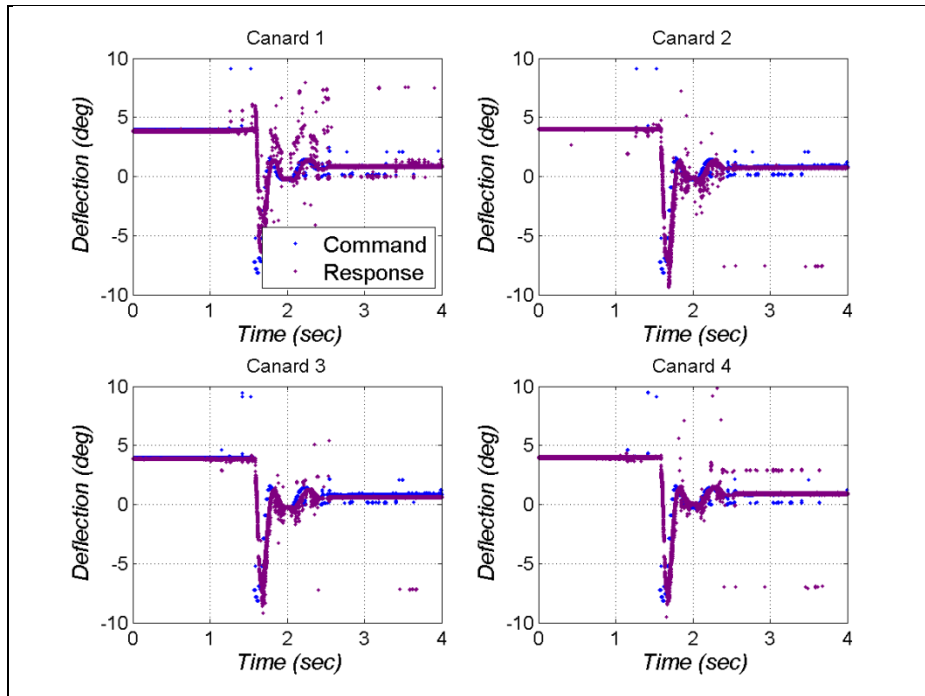 Canard 1
Canard 2
10
5
0
-5
-10
Deflection (deg)
Command
Response
0 1 2 3 4
Time (sec)
10
5
0
-5
-10
Deflection (deg)
0 1 2 3 4
Time (sec)
Canard 3
Canard 4
10
5
0
-5
-10
Deflection (deg)
0 1 2 3 4
Time (sec)
10
5
0
-5
-10
Deflection (deg)
0 1 2 3 4
Time (sec)